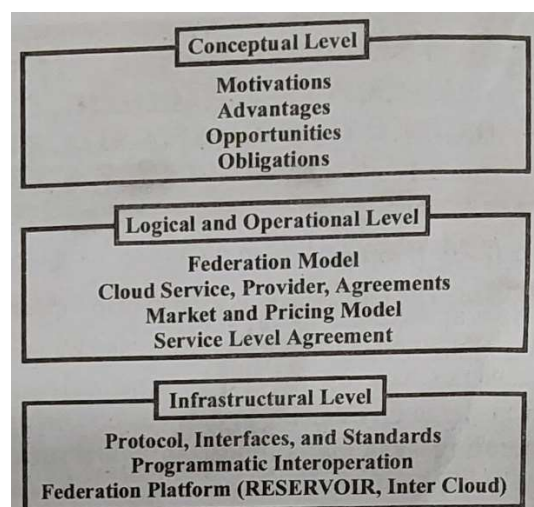 Conceptual Level
Motivations
Advantages
Opportunities
Obligations
Logical and Operational Level
Federation Model
Cloud Service, Provider, Agreements
Market and Pricing Model
Service Level Agreement
Infrastructural Level
Protocol, Interfaces, and Standards
Programmatic Interoperation
Federation Platform (RESERVOIR, Inter Cloud)